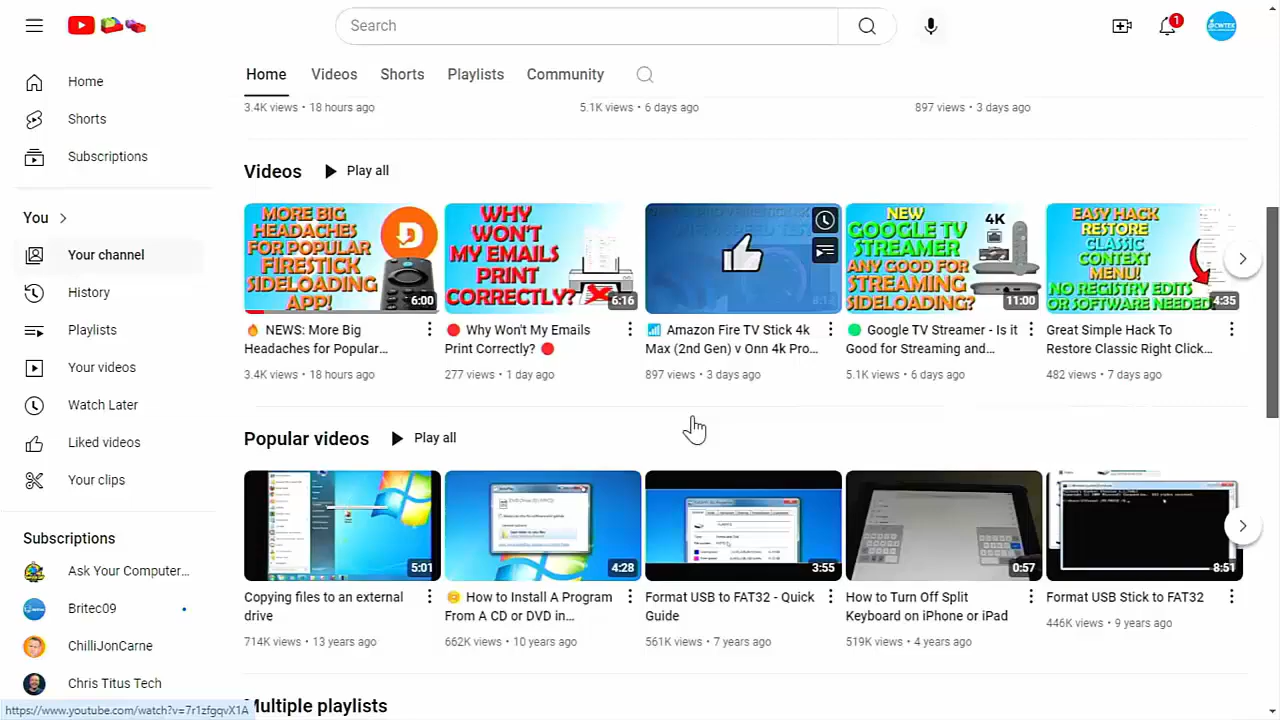 Search
1
Home
Videos
Shorts
Playlists
Community
Home
Shorts
Subscriptions
You
Your channel
History
Playlists
Your videos
Watch Later
Liked videos
Your clips
Subscriptions
Ask Your Computer...
Britec09
ChilliJonCarne
Chris Titus Tech
https://www.youtube.com/watch?v=7r1zfgqvX1A
3.4K views • 18 hours ago
5.1K views • 6 days ago
897 views • 3 days ago
Videos
Play all
MORE BIG
HEADACHES
FOR POPULAR
FIRESTICK
SIDELOADING
APP!
6:00
NEWS: More Big
Headaches for Popular...
3.4K views • 18 hours ago
WHY
WON'T
MY EMAILS
PRINT
CORRECTLY?
6:16
Why Won't My Emails
Print Correctly?
277 views • 1 day ago
Amazon Fire TV Stick 4k
Max (2nd Gen) v Onn 4k Pro...
897 views • 3 days ago
NEW
GOOGLE TV
STREAMER
ANY GOOD FOR
STREAMING
SIDELOADING?
4K
11:00
Google TV Streamer - Is it
Good for Streaming and...
5.1K views • 6 days ago
EASY HACK
RESTORE
CLASSIC
CONTEXT
MENU!
NO REGISTRY EDITS
OR SOFTWARE NEEDED
4:35
Great Simple Hack To
Restore Classic Right Click...
482 views • 7 days ago
Popular videos
Play all
5:01
Copying files to an external
drive
714K views • 13 years ago
4:28
How to Install A Program
From A CD or DVD in...
662K views • 10 years ago
3:55
Format USB to FAT32 - Quick
Guide
561K views • 7 years ago
0:57
How to Turn Off Split
Keyboard on iPhone or iPad
519K views • 4 years ago
8:51
Format USB Stick to FAT32
446K views • 9 years ago
Multiple playlists